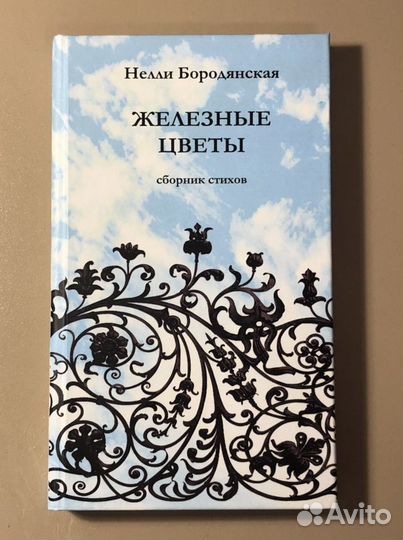 Нелли Бородянская
ЖЕЛЕЗНЫЕ
ЦВЕТЫ
сборник стихов
Avito